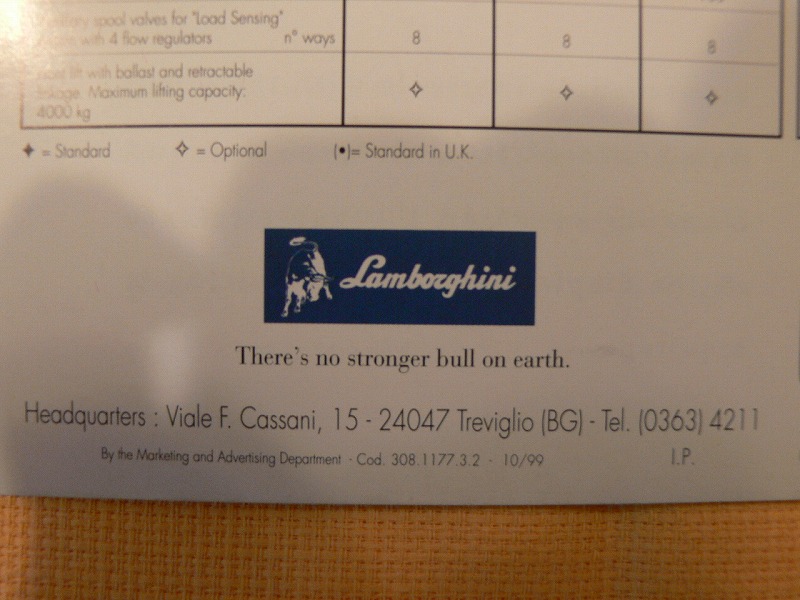 spool valves for "Load Sensing"
with 4 flow regulators n° ways 8 8 8
lift with ballast and retractable
linkage. Maximum lifting capacity:
4000 kg ✧ ✧ ✧
✦ = Standard ✧ = Optional (•)= Standard in U.K.
Lamborghini
There's no stronger bull on earth.
Headquarters : Viale F. Cassani, 15 - 24047 Treviglio (BG) - Tel. (0363) 4211
By the Marketing and Advertising Department - Cod. 308.1177.3.2 - 10/99 I.P.